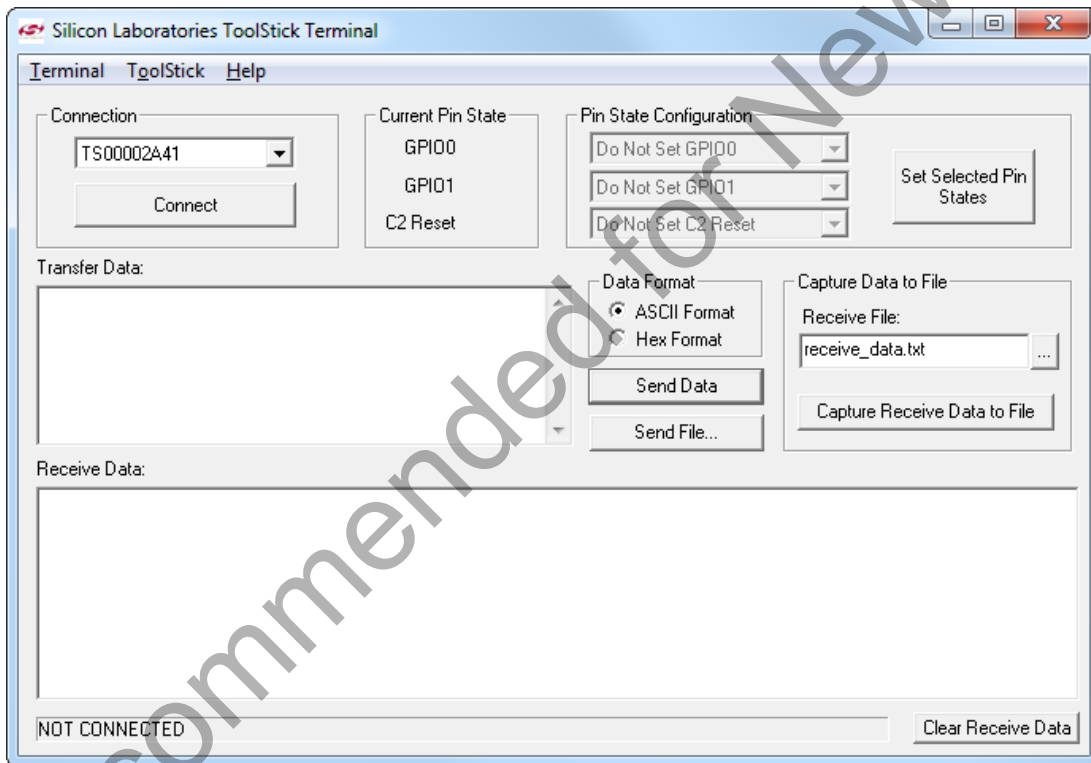 Silicon Laboratories ToolStick Terminal
Terminal ToolStick Help
Connection
TS00002A41
Connect
Current Pin State
GPIO0
GPIO1
C2 Reset
Pin State Configuration
Do Not Set GPIO0
Do Not Set GPIO1
Do Not Set C2 Reset
Set Selected Pin
States
Transfer Data:
Data Format
ASCII Format
Hex Format
Send Data
Send File...
Capture Data to File
Receive File:
receive_data.txt
...
Capture Receive Data to File
Receive Data:
NOT CONNECTED
Clear Receive Data
commended for New